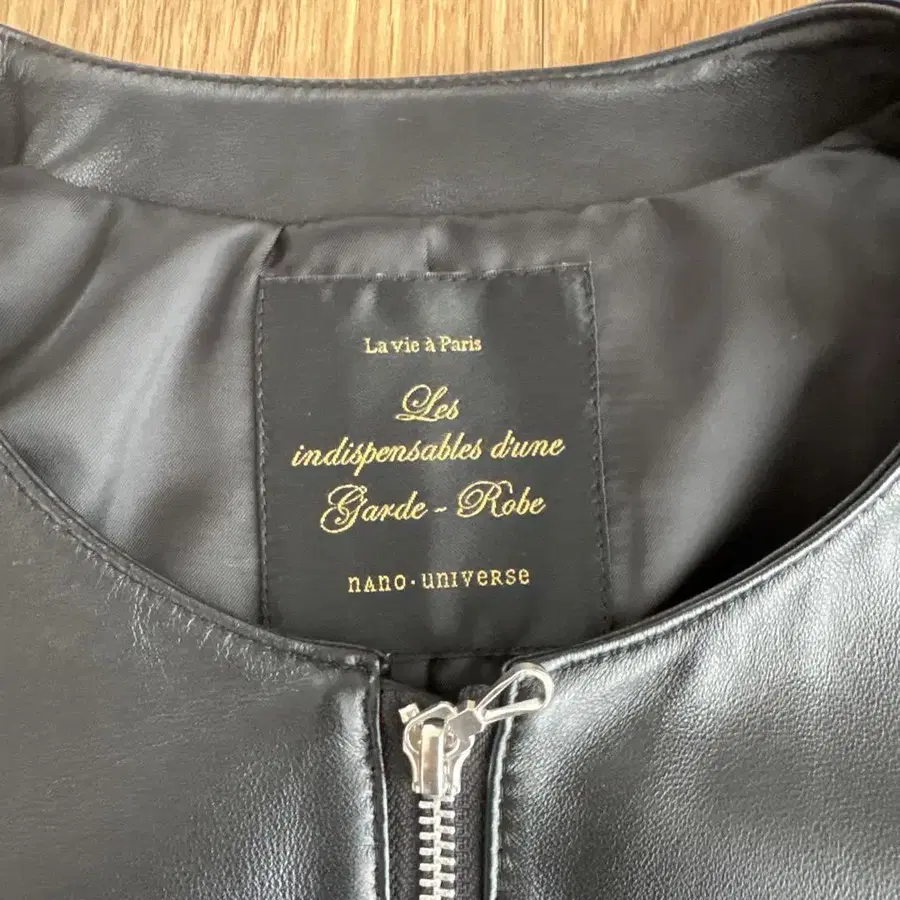 La vie à Paris
Les
indispensables d'une
Garde - Robe
nano·universe